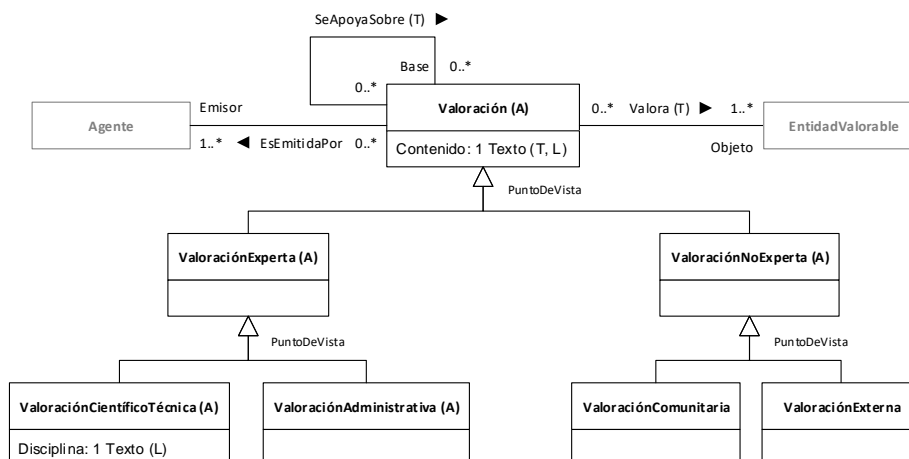 SeApoyaSobre (T) ►
Base 0..*
0..*
Emisor
Valoración (A)
0..* Valora (T) ► 1..*
Agente
EntidadValorable
1..* ◄ EsEmitidaPor 0..*
Contenido: 1 Texto (T, L)
Objeto
PuntoDeVista
ValoraciónExperta (A)
ValoraciónNoExperta (A)
PuntoDeVista
PuntoDeVista
ValoraciónCientíficoTécnica (A)
ValoraciónAdministrativa (A)
ValoraciónComunitaria
ValoraciónExterna
Disciplina: 1 Texto (L)